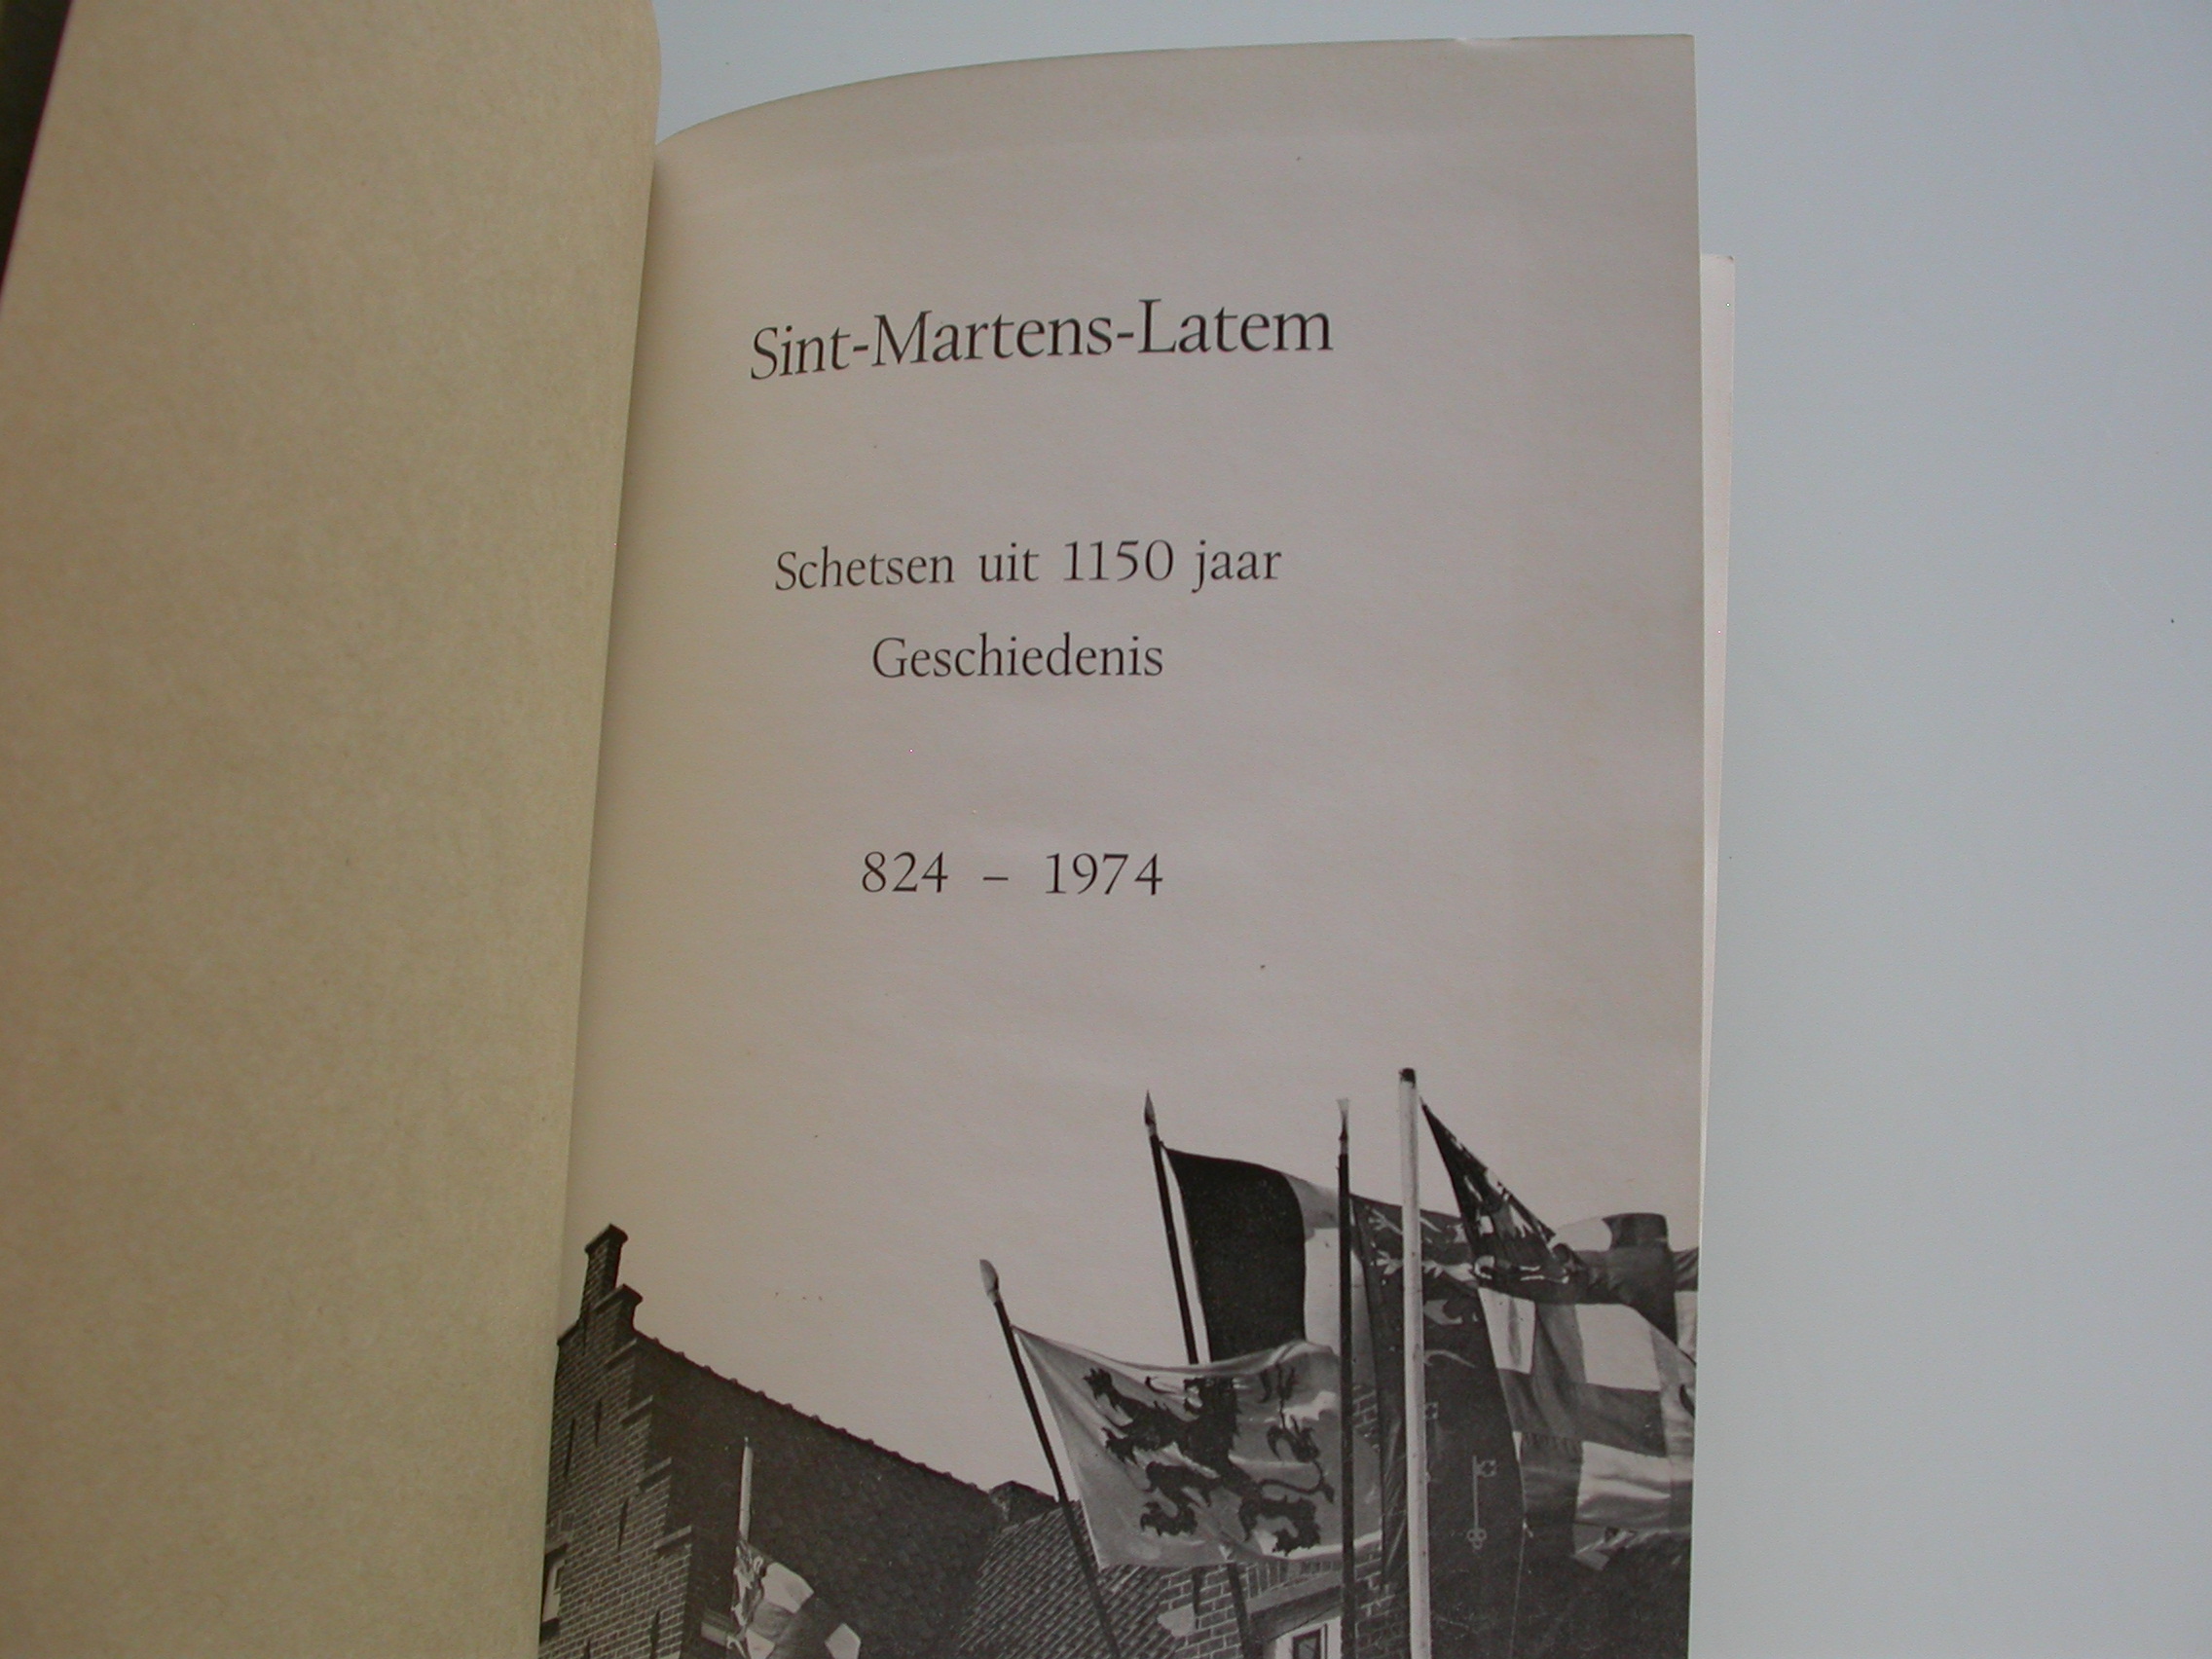 Sint-Martens-Latem
Schetsen uit 1150 jaar
Geschiedenis
824 – 1974